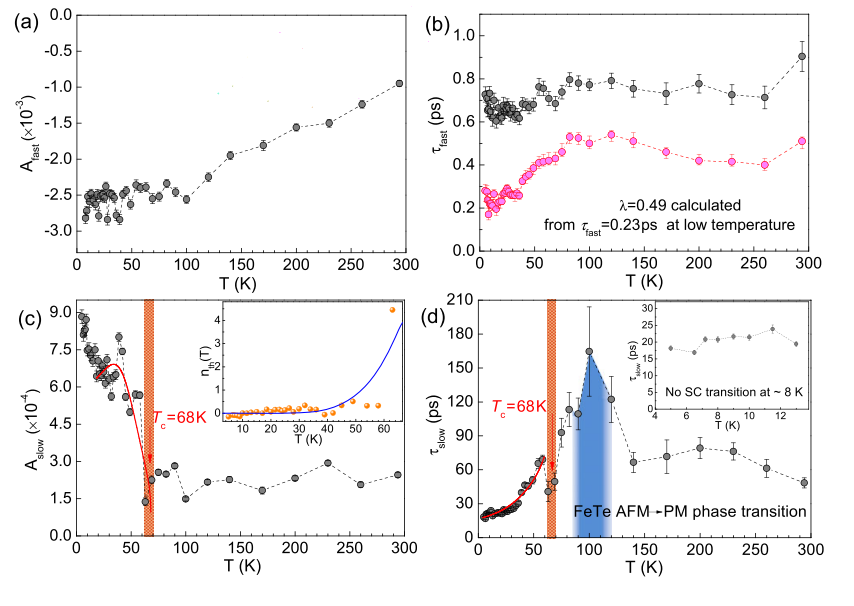 (a)
0.0
-0.5
-1.0
-1.5
-2.0
-2.5
-3.0
A_fast (×10⁻³)
0 50 100 150 200 250 300
T (K)
(b)
1.0
0.8
0.6
0.4
0.2
0.0
τ_fast (ps)
λ=0.49 calculated
from τ_fast=0.23ps at low temperature
0 50 100 150 200 250 300
T (K)
(c)
9.0
7.5
6.0
4.5
3.0
1.5
0.0
A_slow (×10⁻⁴)
T_c=68K
4
2
0
n_th(T)
10 20 30 40 50 60
T (K)
0 50 100 150 200 250 300
T (K)
(d)
210
180
150
120
90
60
30
0
τ_slow (ps)
T_c=68K
30
25
20
15
10
5
0
τ_slow (ps)
No SC transition at ~ 8 K
4 6 8 10 12 14
T (K)
FeTe AFM→PM phase transition
0 50 100 150 200 250 300
T (K)